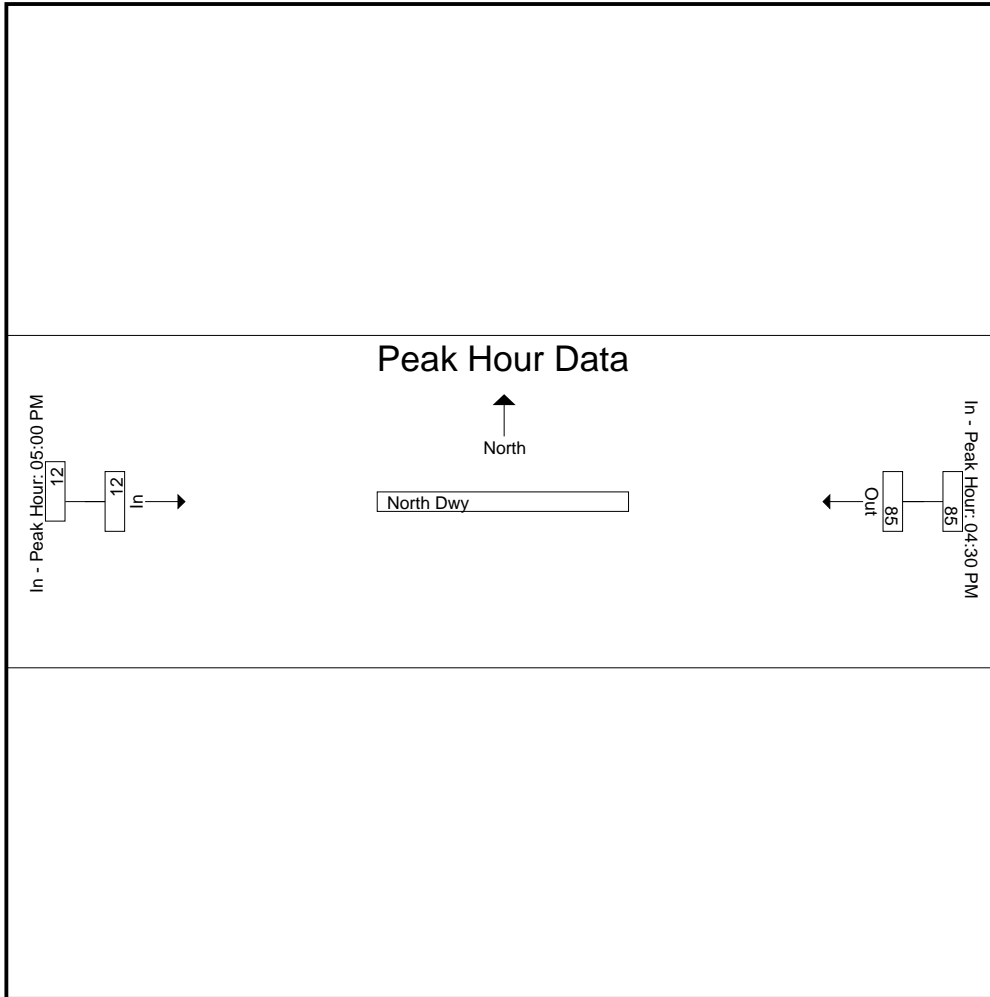 Peak Hour Data
North
North Dwy
In - Peak Hour: 05:00 PM
12
12
In
Out
85
85
In - Peak Hour: 04:30 PM